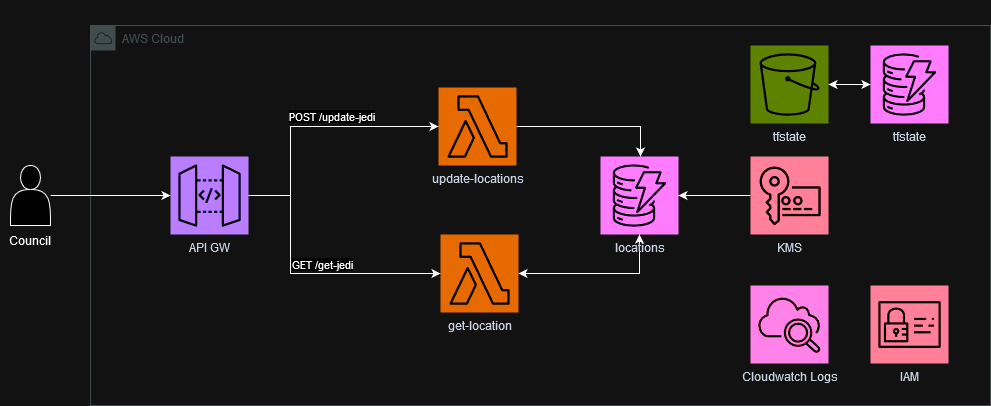 AWS Cloud
tfstate
tfstate
POST /update-jedi
update-locations
Council
API GW
locations
KMS
GET /get-jedi
get-location
Cloudwatch Logs
IAM